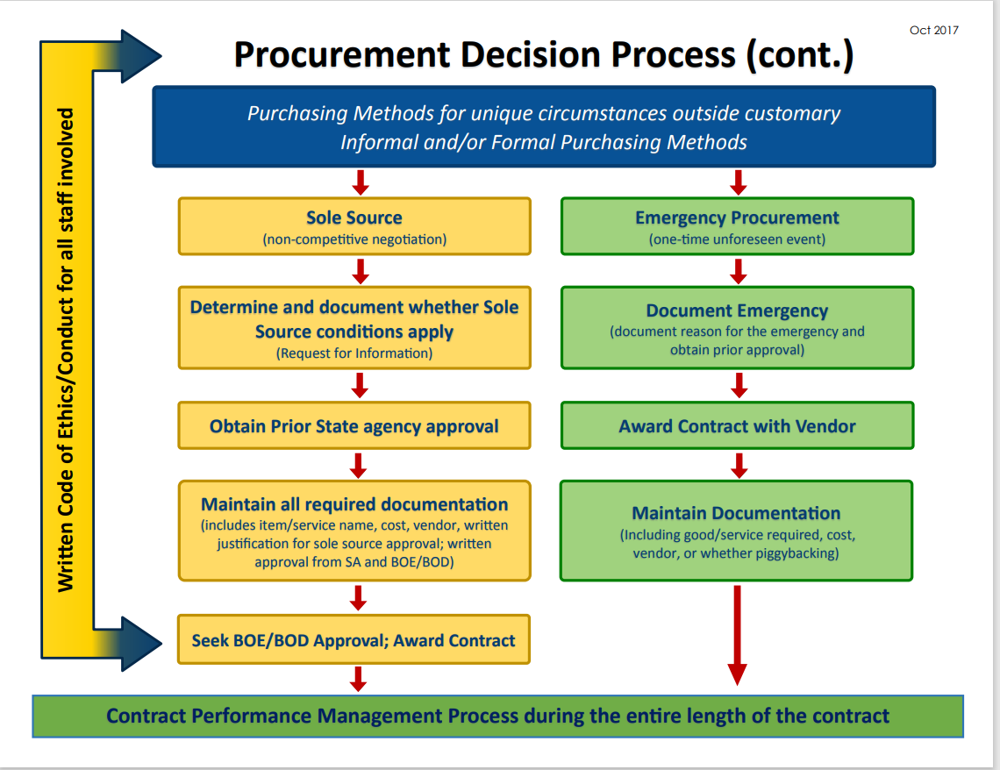 Oct 2017
Procurement Decision Process (cont.)
Written Code of Ethics/Conduct for all staff involved
Purchasing Methods for unique circumstances outside customary
Informal and/or Formal Purchasing Methods
Sole Source
(non-competitive negotiation)
Determine and document whether Sole
Source conditions apply
(Request for Information)
Obtain Prior State agency approval
Maintain all required documentation
(includes item/service name, cost, vendor, written
justification for sole source approval; written
approval from SA and BOE/BOD)
Seek BOE/BOD Approval; Award Contract
Emergency Procurement
(one-time unforeseen event)
Document Emergency
(document reason for the emergency and
obtain prior approval)
Award Contract with Vendor
Maintain Documentation
(Including good/service required, cost,
vendor, or whether piggybacking)
Contract Performance Management Process during the entire length of the contract